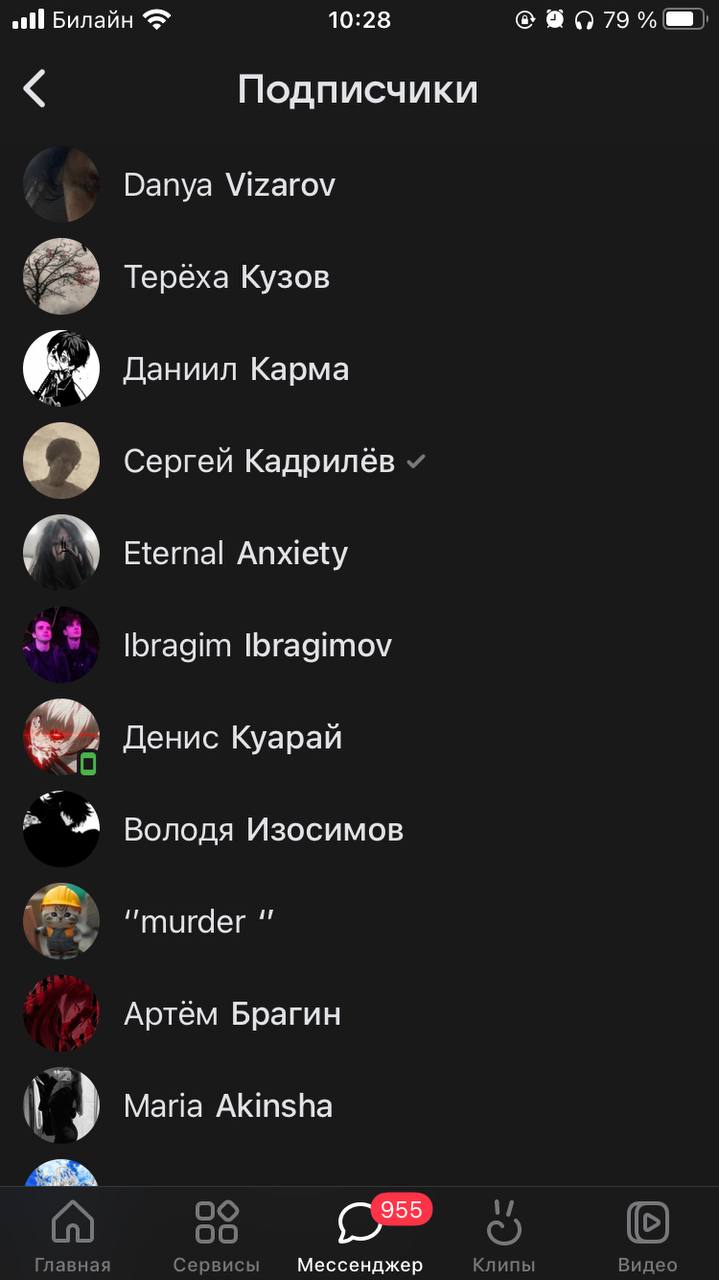 Билайн 10:28 79 %
Подписчики
Danya Vizarov
Терёха Кузов
Даниил Карма
Сергей Кадрилёв
Eternal Anxiety
Ibragim Ibragimov
Денис Куарай
Володя Изосимов
‘’murder ‘’
Артём Брагин
Maria Akinsha
955
Главная Сервисы Мессенджер Клипы Видео